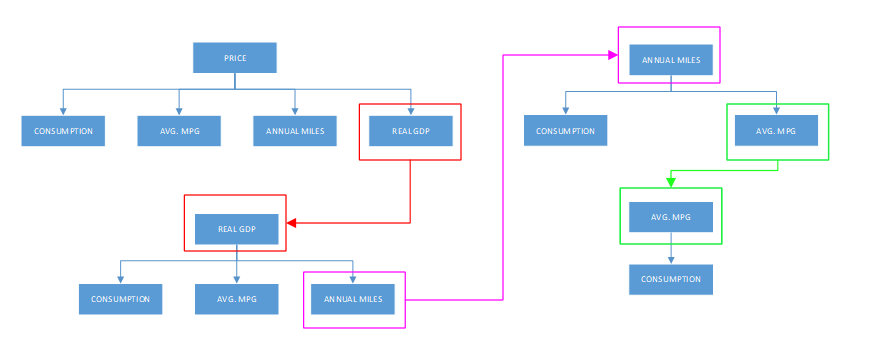 PRICE
CONSUMPTION
AVG. MPG
ANNUAL MILES
REAL GDP
REAL GDP
CONSUMPTION
AVG. MPG
ANNUAL MILES
ANNUAL MILES
CONSUMPTION
AVG. MPG
AVG. MPG
CONSUMPTION